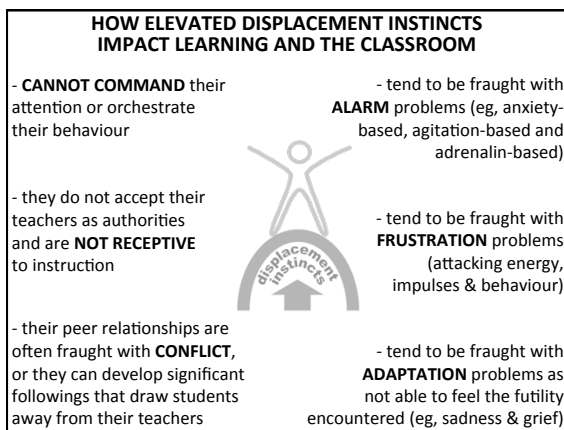 HOW ELEVATED DISPLACEMENT INSTINCTS
IMPACT LEARNING AND THE CLASSROOM
- CANNOT COMMAND their
attention or orchestrate
their behaviour
- they do not accept their
teachers as authorities
and are NOT RECEPTIVE
to instruction
- their peer relationships are
often fraught with CONFLICT,
or they can develop significant
followings that draw students
away from their teachers
displacement
instincts
- tend to be fraught with
ALARM problems (eg, anxiety-
based, agitation-based and
adrenalin-based)
- tend to be fraught with
FRUSTRATION problems
(attacking energy,
impulses & behaviour)
- tend to be fraught with
ADAPTATION problems as
not able to feel the futility
encountered (eg, sadness & grief)